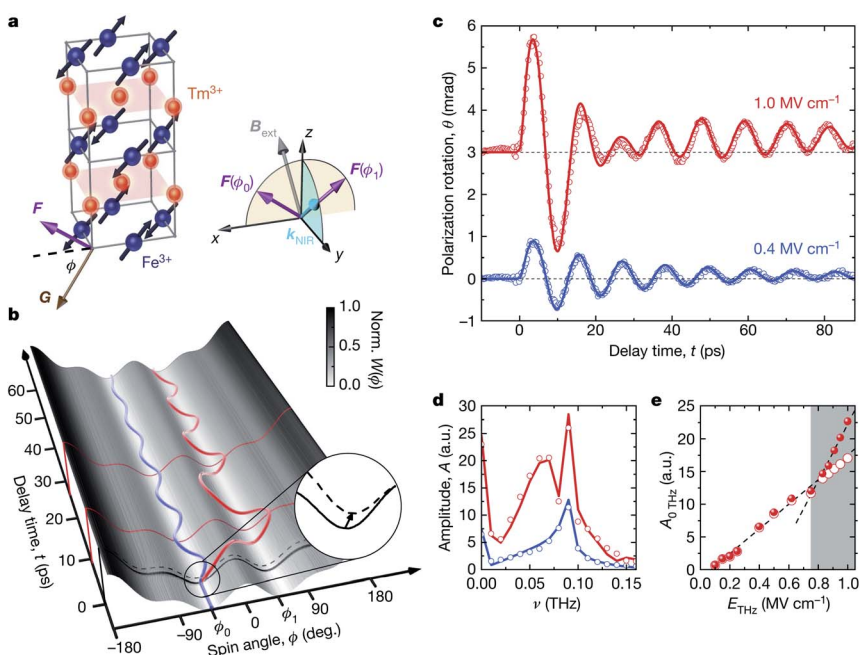 a
Tm³⁺
F
ϕ
Fe³⁺
G
B_ext
z
F(ϕ₀)
F(ϕ₁)
x
k_NIR
y
b
1.0
0.5
0.0
Norm. W(ϕ)
60
50
40
30
20
10
0
Delay time, t (ps)
−180
−90
ϕ₀
0
ϕ₁
90
180
Spin angle, ϕ (deg.)
c
6
5
4
3
2
1
0
−1
Polarization rotation, θ (mrad)
1.0 MV cm⁻¹
0.4 MV cm⁻¹
0
20
40
60
80
Delay time, t (ps)
d
30
25
20
15
10
5
0
Amplitude, A (a.u.)
0.00
0.05
0.10
0.15
ν (THz)
e
25
20
15
10
5
0
A₀ THz (a.u.)
0.2
0.4
0.6
0.8
1.0
E_THz (MV cm⁻¹)